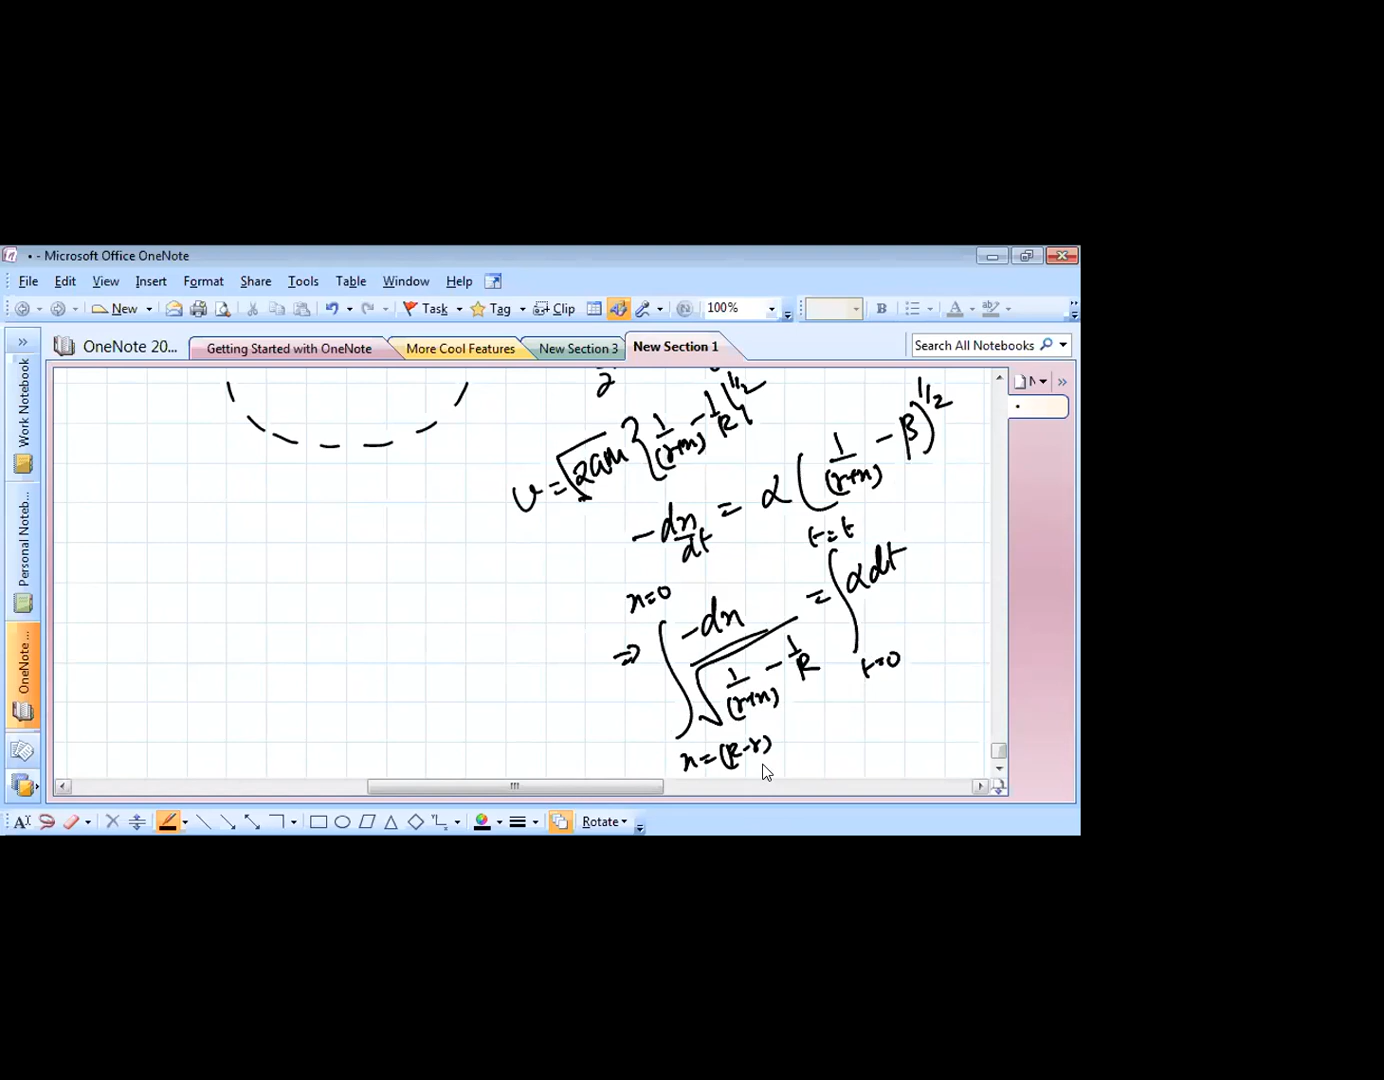 • - Microsoft Office OneNote
File Edit View Insert Format Share Tools Table Window Help
New Task Tag Clip 100% B A ab
OneNote 20... Getting Started with OneNote More Cool Features New Section 3 New Section 1 Search All Notebooks
Work Notebook
Personal Noteb...
OneNote ...
2
v = √2GM {1/(r+x) - 1/R}^1/2
-dx/dt = α (1/(r+x) - β)^1/2
x=0 t=t
⇒ ∫ -dx / √(1/(r+x) - 1/R) = ∫ α dt
x=(R-r) t=0
Rotate